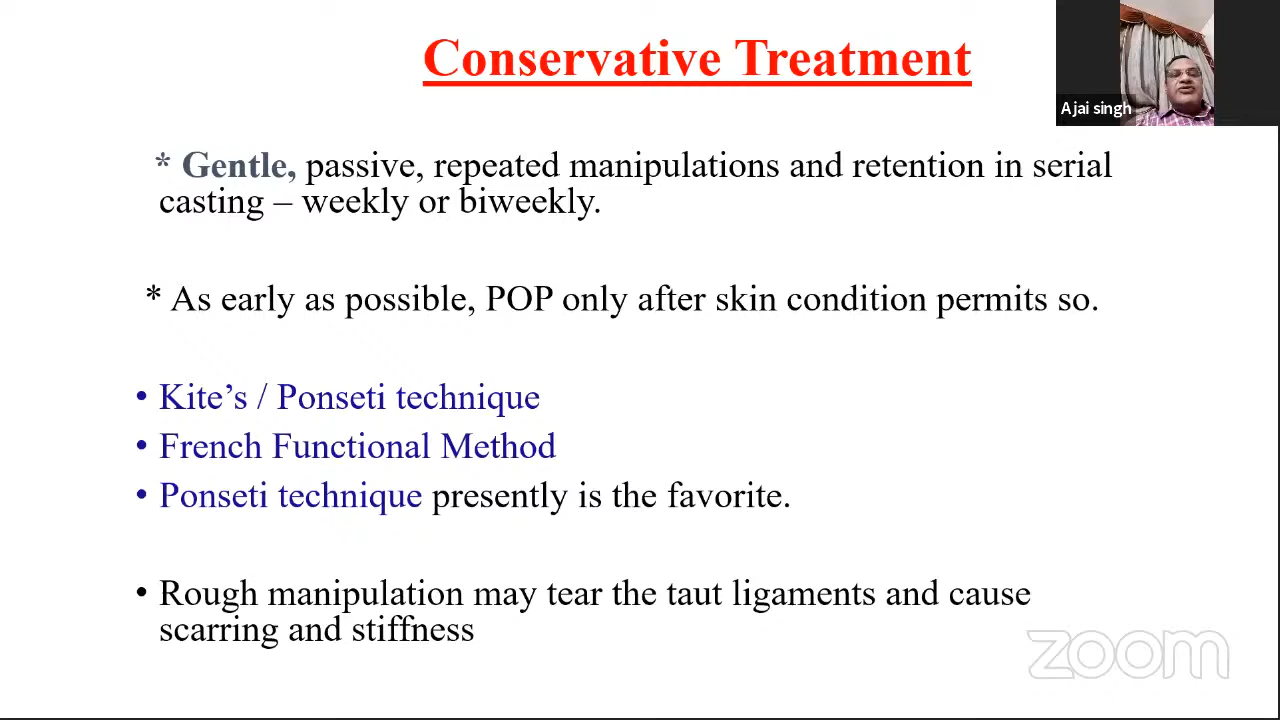 Conservative Treatment
Ajai singh
* Gentle, passive, repeated manipulations and retention in serial
casting – weekly or biweekly.
* As early as possible, POP only after skin condition permits so.
• Kite’s / Ponseti technique
• French Functional Method
• Ponseti technique presently is the favorite.
• Rough manipulation may tear the taut ligaments and cause
scarring and stiffness
zoom